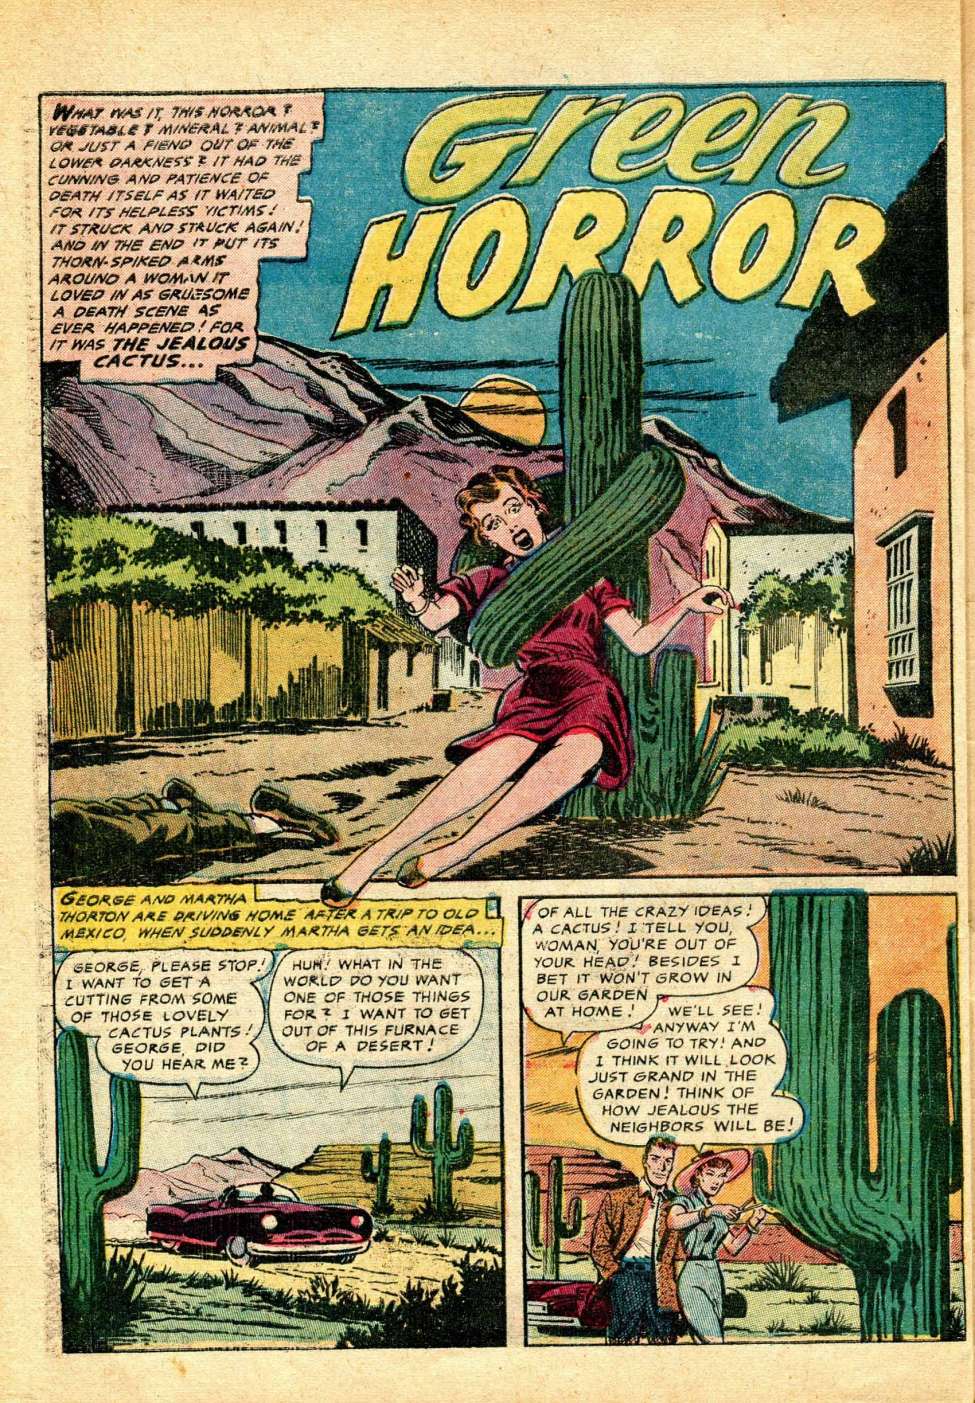 WHAT WAS IT, THIS HORROR?
VEGETABLE? MINERAL? ANIMAL?
OR JUST A FIEND OUT OF THE
LOWER DARKNESS? IT HAD THE
CUNNING AND PATIENCE OF
DEATH ITSELF AS IT WAITED
FOR ITS HELPLESS VICTIMS!
IT STRUCK AND STRUCK AGAIN!
AND IN THE END IT PUT ITS
THORN-SPIKED ARMS
AROUND A WOMAN IT
LOVED IN AS GRUESOME
A DEATH SCENE AS
EVER HAPPENED! FOR
IT WAS THE JEALOUS
CACTUS...
Green
HORROR
GEORGE AND MARTHA
THORTON ARE DRIVING HOME AFTER A TRIP TO OLD
MEXICO, WHEN SUDDENLY MARTHA GETS AN IDEA...
GEORGE, PLEASE STOP!
I WANT TO GET A
CUTTING FROM SOME
OF THOSE LOVELY
CACTUS PLANTS!
GEORGE, DID
YOU HEAR ME?
HUH! WHAT IN THE
WORLD DO YOU WANT
ONE OF THOSE THINGS
FOR? I WANT TO GET
OUT OF THIS FURNACE
OF A DESERT!
OF ALL THE CRAZY IDEAS!
A CACTUS! I TELL YOU,
WOMAN, YOU'RE OUT OF
YOUR HEAD! BESIDES I
BET IT WON'T GROW IN
OUR GARDEN
AT HOME!
WE'LL SEE!
ANYWAY I'M
GOING TO TRY! AND
I THINK IT WILL LOOK
JUST GRAND IN THE
GARDEN! THINK OF
HOW JEALOUS THE
NEIGHBORS WILL BE!